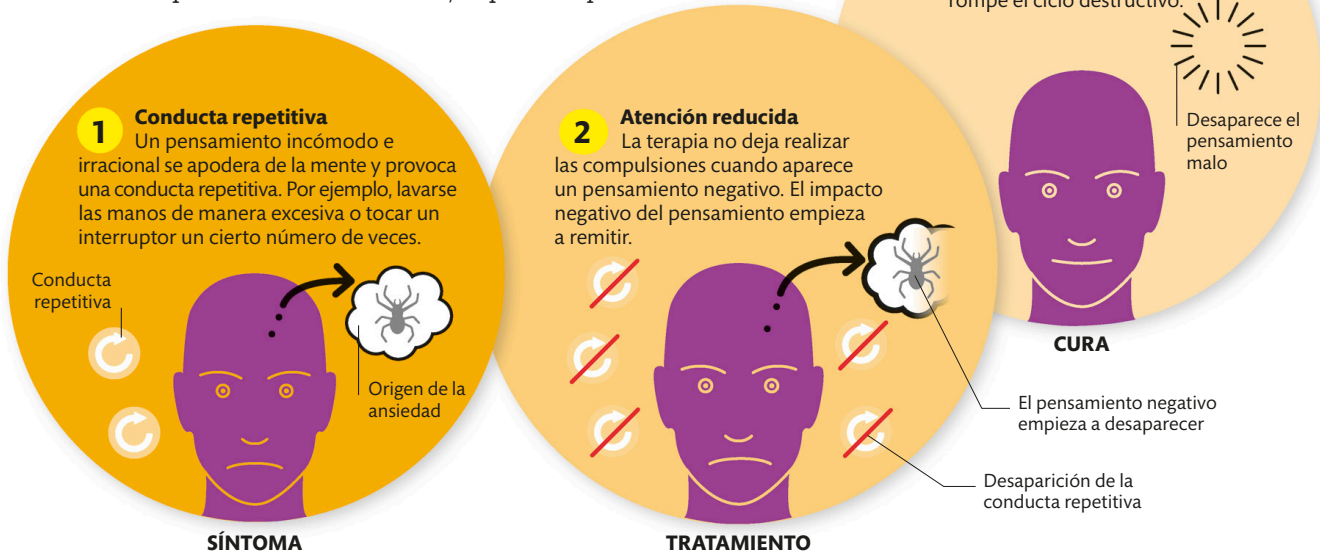 rompe el ciclo destructivo.
1
Conducta repetitiva
Un pensamiento incómodo e
irracional se apodera de la mente y provoca
una conducta repetitiva. Por ejemplo, lavarse
las manos de manera excesiva o tocar un
interruptor un cierto número de veces.
Conducta
repetitiva
Origen de la
ansiedad
SÍNTOMA
2
Atención reducida
La terapia no deja realizar
las compulsiones cuando aparece
un pensamiento negativo. El impacto
negativo del pensamiento empieza
a remitir.
El pensamiento negativo
empieza a desaparecer
Desaparición de la
conducta repetitiva
TRATAMIENTO
Desaparece el
pensamiento
malo
CURA